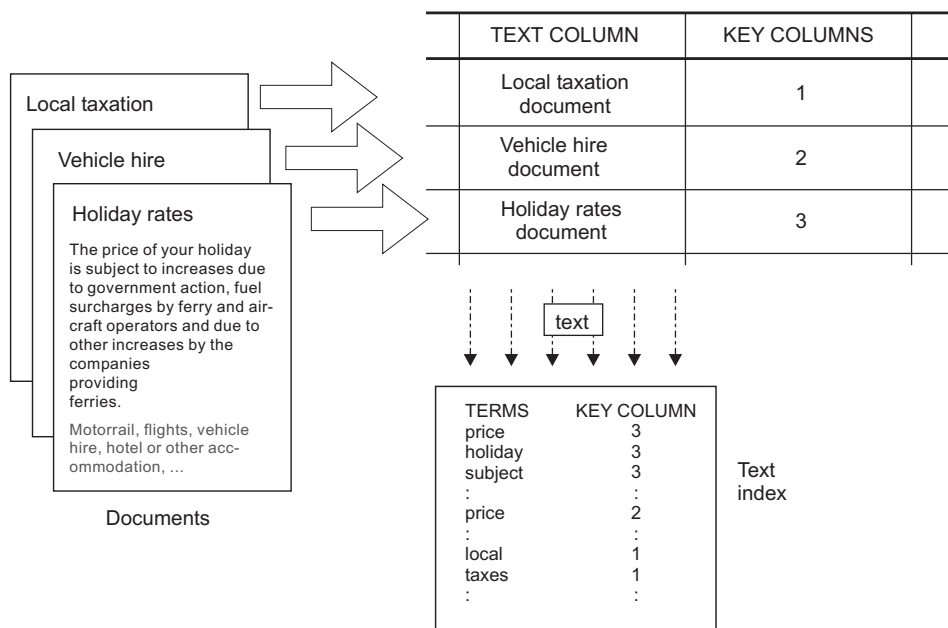 TEXT COLUMN KEY COLUMNS
Local taxation
document
1
Vehicle hire
document
2
Holiday rates
document
3
Local taxation
Vehicle hire
Holiday rates
The price of your holiday
is subject to increases due
to government action, fuel
surcharges by ferry and air-
craft operators and due to
other increases by the
companies
providing
ferries.
Motorrail, flights, vehicle
hire, hotel or other acc-
ommodation, ...
Documents
text
TERMS KEY COLUMN
price 3
holiday 3
subject 3
: :
price 2
: :
local 1
taxes 1
: :
Text
index